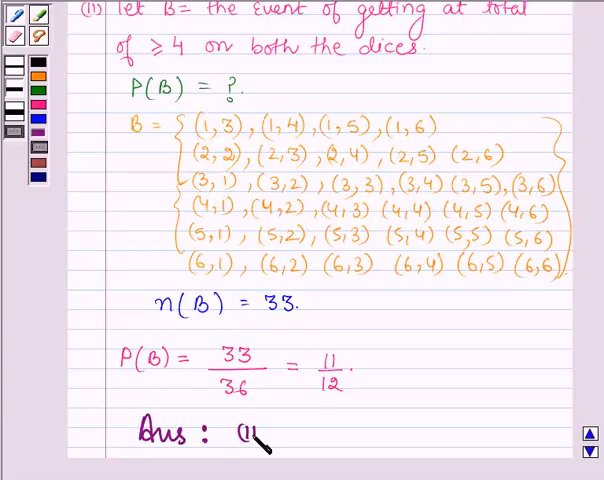 (II) let B = the Event of getting at total
of ≥ 4 on both the dices.
P(B) = ?.
B = { (1,3), (1,4), (1,5), (1,6)
(2,2), (2,3), (2,4), (2,5) (2,6)
(3,1), (3,2), (3,3), (3,4) (3,5), (3,6)
(4,1), (4,2), (4,3) (4,4) (4,5) (4,6)
(5,1), (5,2), (5,3) (5,4) (5,5) (5,6)
(6,1), (6,2) (6,3) (6,4) (6,5) (6,6) }
n(B) = 33.
P(B) = 33/36 = 11/12.
Ans : (I